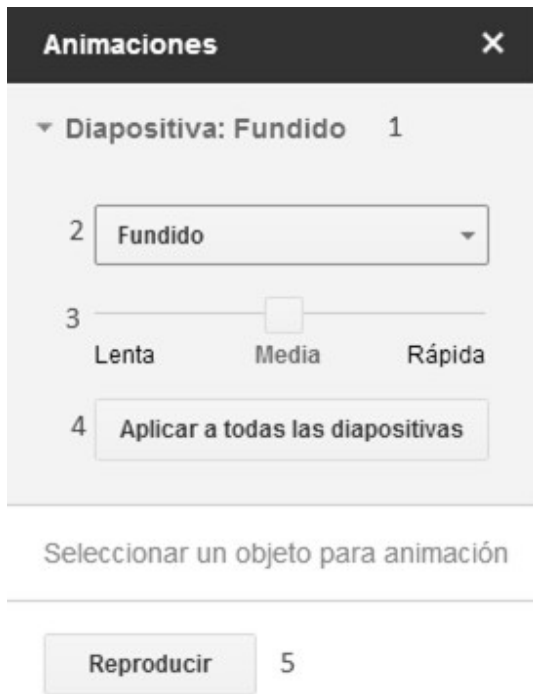 Animaciones ×
Diapositiva: Fundido 1
2 Fundido
3
Lenta Media Rápida
4 Aplicar a todas las diapositivas
Seleccionar un objeto para animación
Reproducir 5